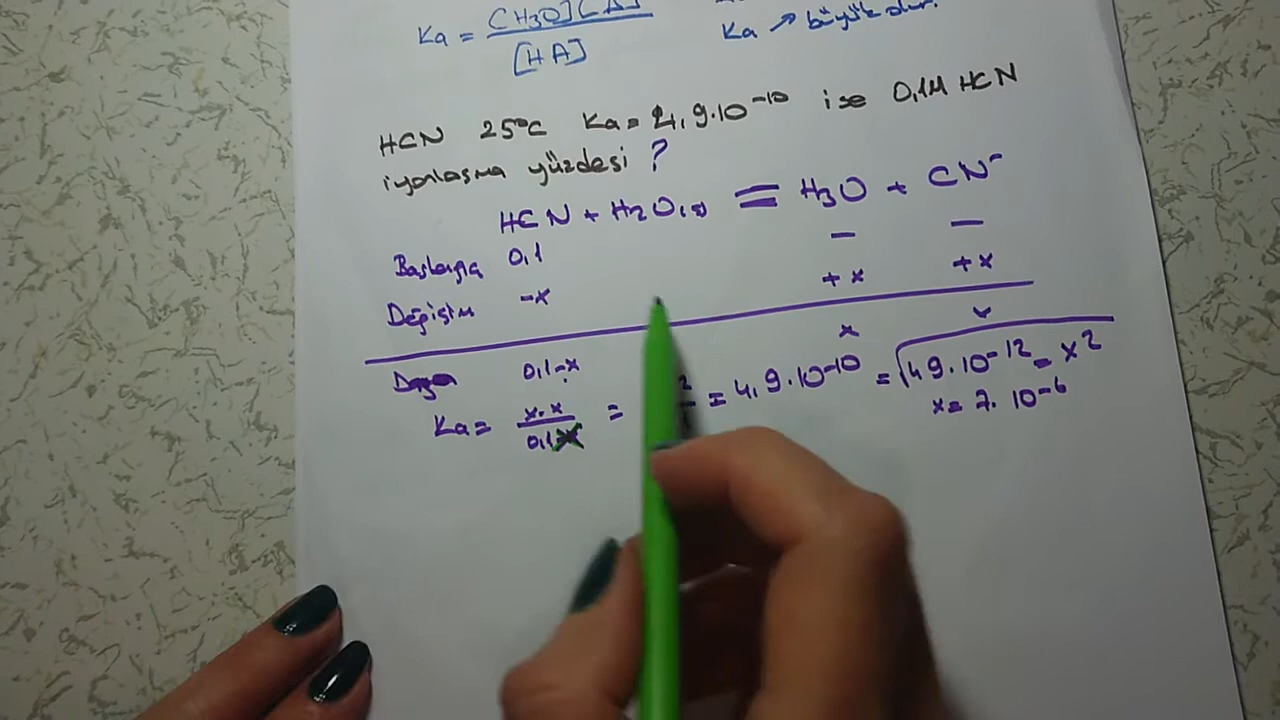 Ka = [H3O][A]
[HA]
Ka ↗ büyük olur.
HCN 25°C Ka = 4,9.10-10 ise 0,1M HCN
iyonlaşma yüzdesi ?
HCN + H2O(s) = H3O + CN-
Başlangıç 0,1 - -
Değişim -x +x +x
0,1-x x x
Ka = x.x / 0,1-x = = 4,9.10-10 = √49.10-12 = x2
x = 7.10-6